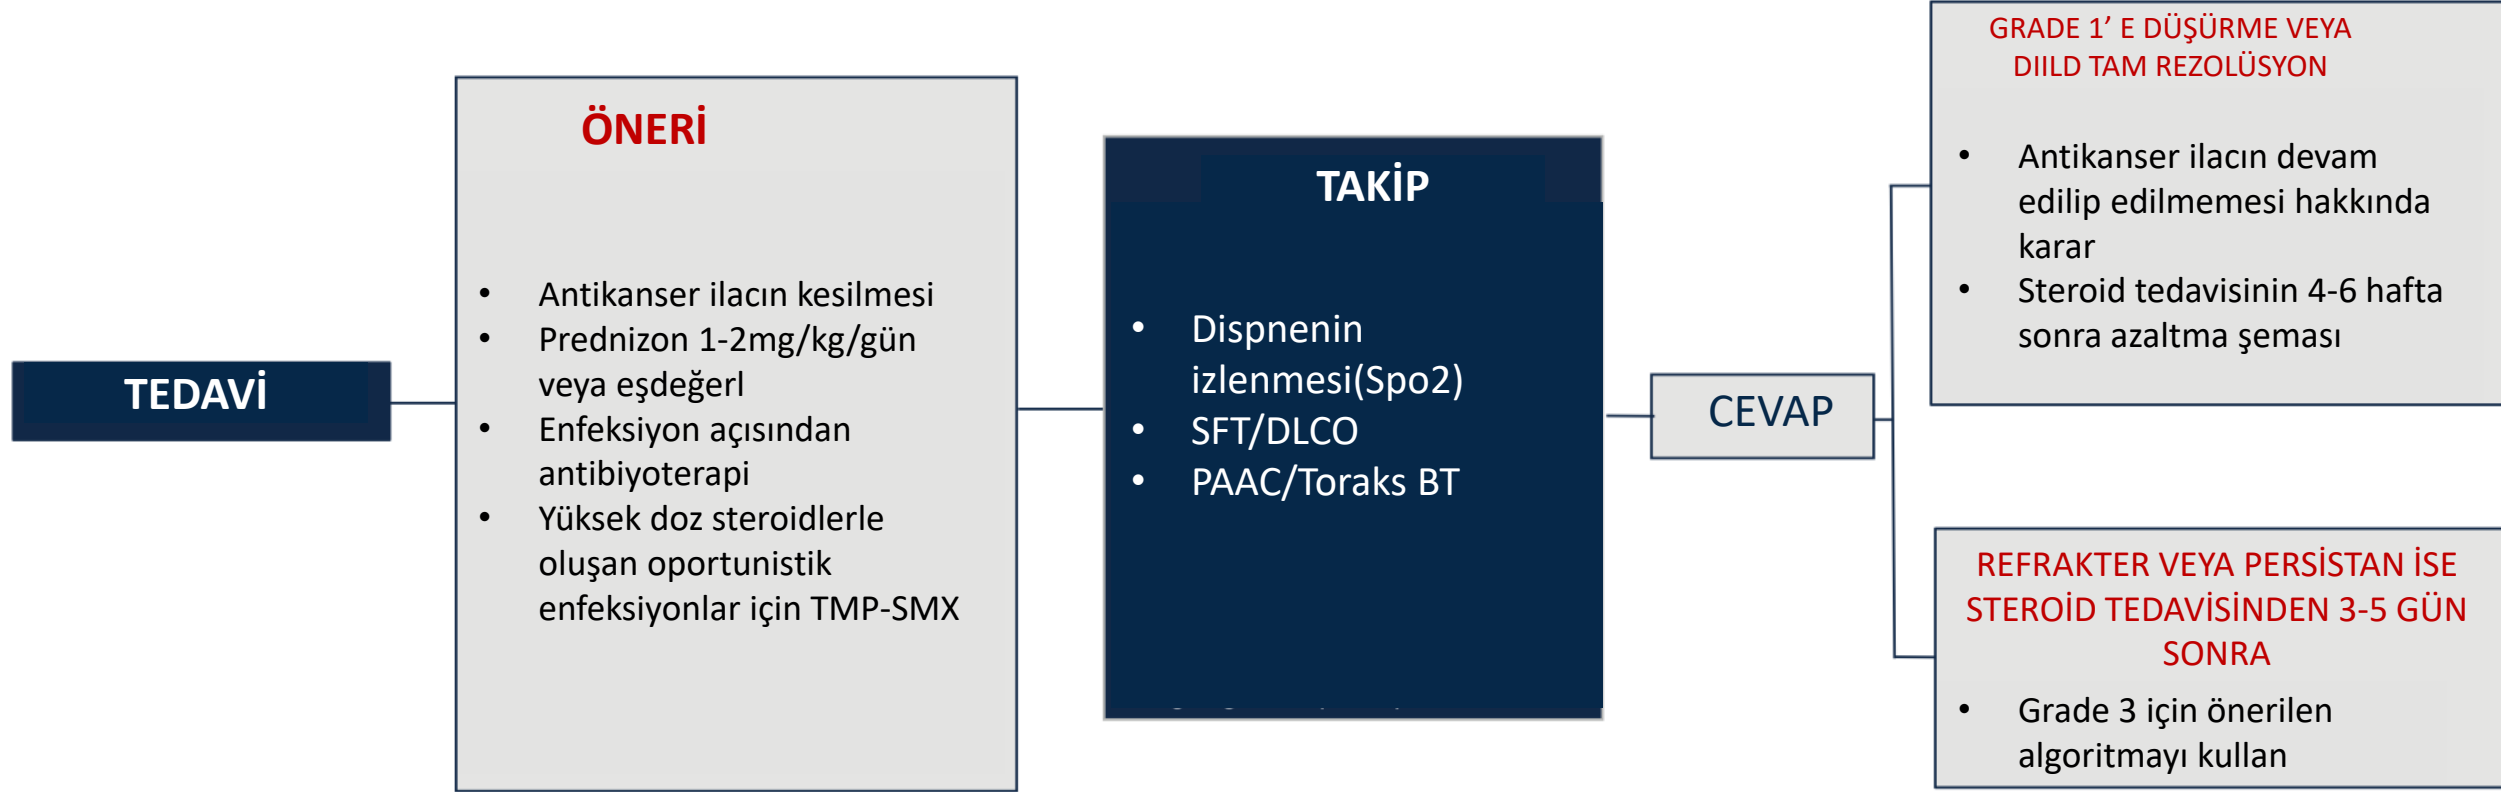 TEDAVİ
ÖNERİ
• Antikanser ilacın kesilmesi
• Prednizon 1-2mg/kg/gün
veya eşdeğerl
• Enfeksiyon açısından
antibiyoterapi
• Yüksek doz steroidlerle
oluşan oportunistik
enfeksiyonlar için TMP-SMX
TAKİP
• Dispnenin
izlenmesi(Spo2)
• SFT/DLCO
• PAAC/Toraks BT
CEVAP
GRADE 1’ E DÜŞÜRME VEYA
DIILD TAM REZOLÜSYON
• Antikanser ilacın devam
edilip edilmemesi hakkında
karar
• Steroid tedavisinin 4-6 hafta
sonra azaltma şeması
REFRAKTER VEYA PERSİSTAN İSE
STEROİD TEDAVİSİNDEN 3-5 GÜN
SONRA
• Grade 3 için önerilen
algoritmayı kullan